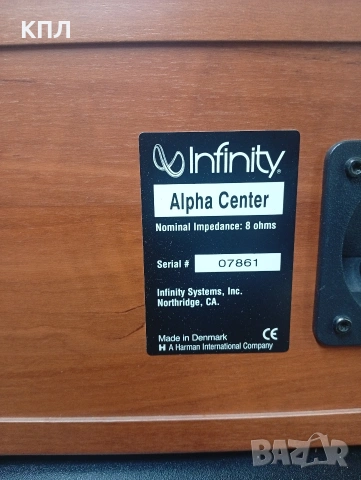 КПЛ
Infinity®
Alpha Center
Nominal Impedance: 8 ohms
Serial # 07861
Infinity Systems, Inc.
Northridge, CA.
Made in Denmark CE
H A Harman International Company
BAZAR